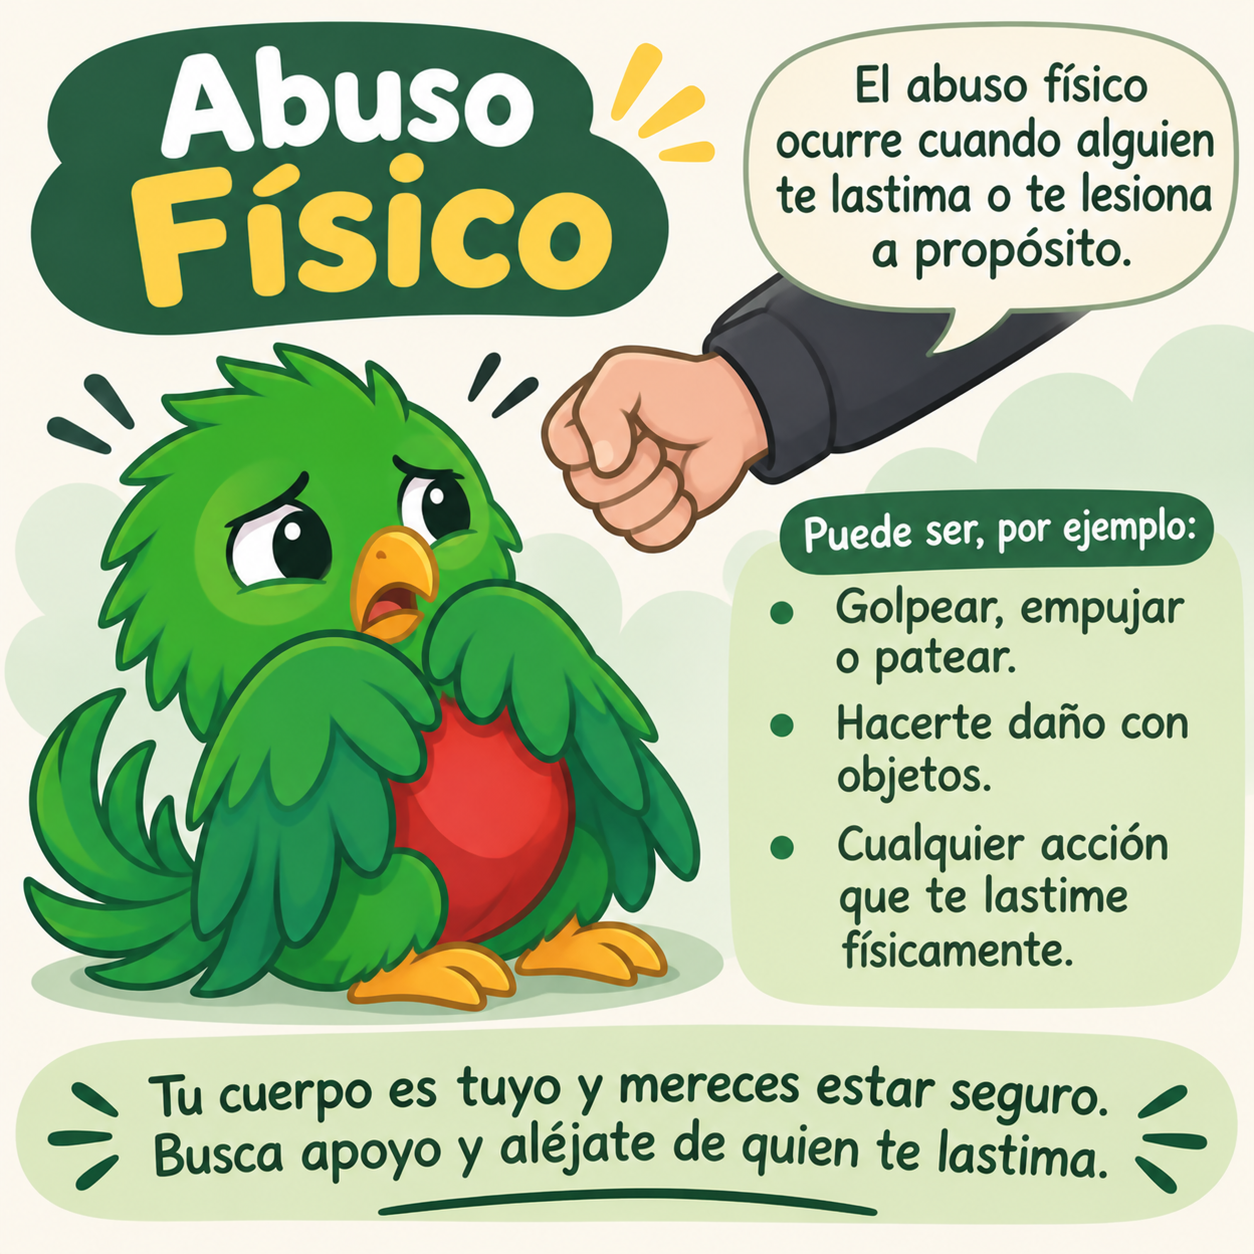 Abuso
Físico
El abuso físico
ocurre cuando alguien
te lastima o te lesiona
a propósito.
Puede ser, por ejemplo:
• Golpear, empujar
o patear.
• Hacerte daño con
objetos.
• Cualquier acción
que te lastime
físicamente.
Tu cuerpo es tuyo y mereces estar seguro.
Busca apoyo y aléjate de quien te lastima.